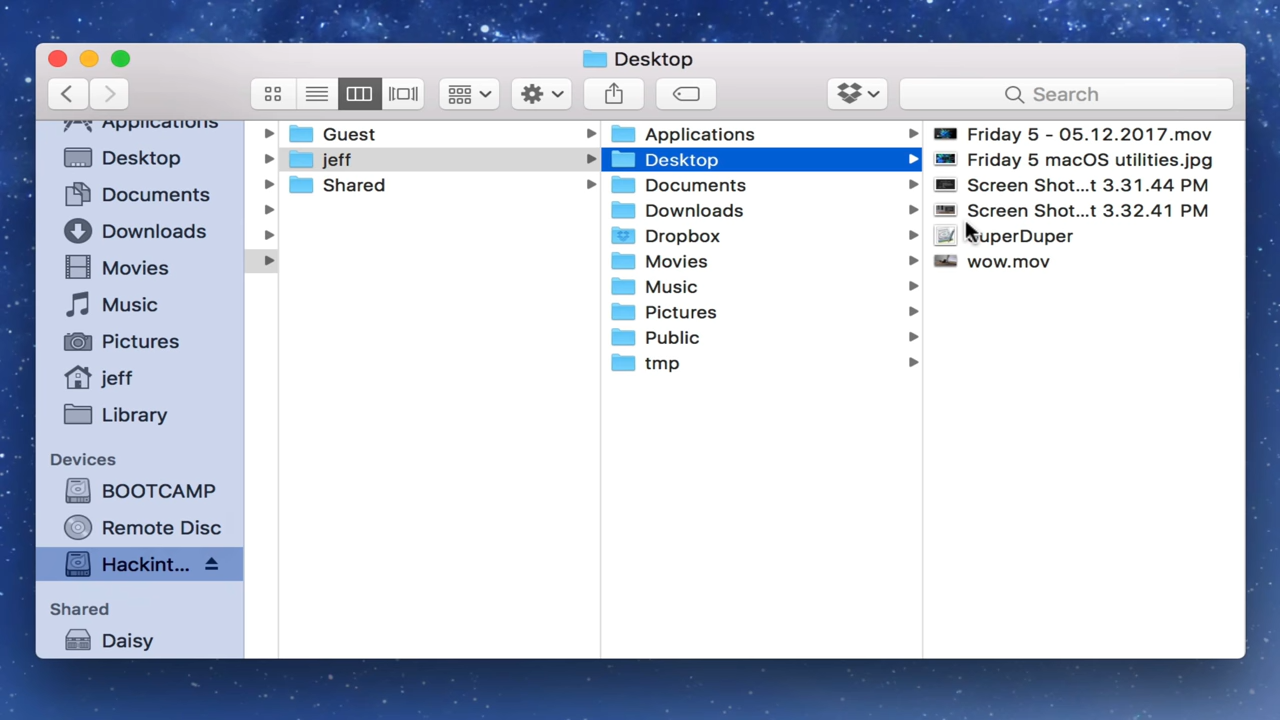 Desktop
Search
Applications
Desktop
Documents
Downloads
Movies
Music
Pictures
jeff
Library
Devices
BOOTCAMP
Remote Disc
Hackint...
Shared
Daisy
Guest
jeff
Shared
Applications
Desktop
Documents
Downloads
Dropbox
Movies
Music
Pictures
Public
tmp
Friday 5 - 05.12.2017.mov
Friday 5 macOS utilities.jpg
Screen Shot...t 3.31.44 PM
Screen Shot...t 3.32.41 PM
SuperDuper
wow.mov